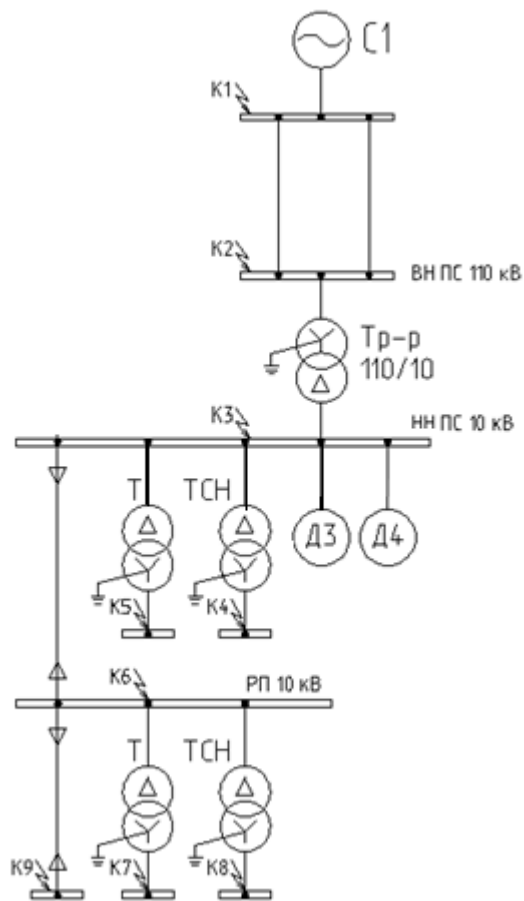 С1
К1
К2
ВН ПС 110 кВ
Тр-р
110/10
К3
НН ПС 10 кВ
Т
ТСН
Д3
Д4
К5
К4
К6
РП 10 кВ
Т
ТСН
К9
К7
К8